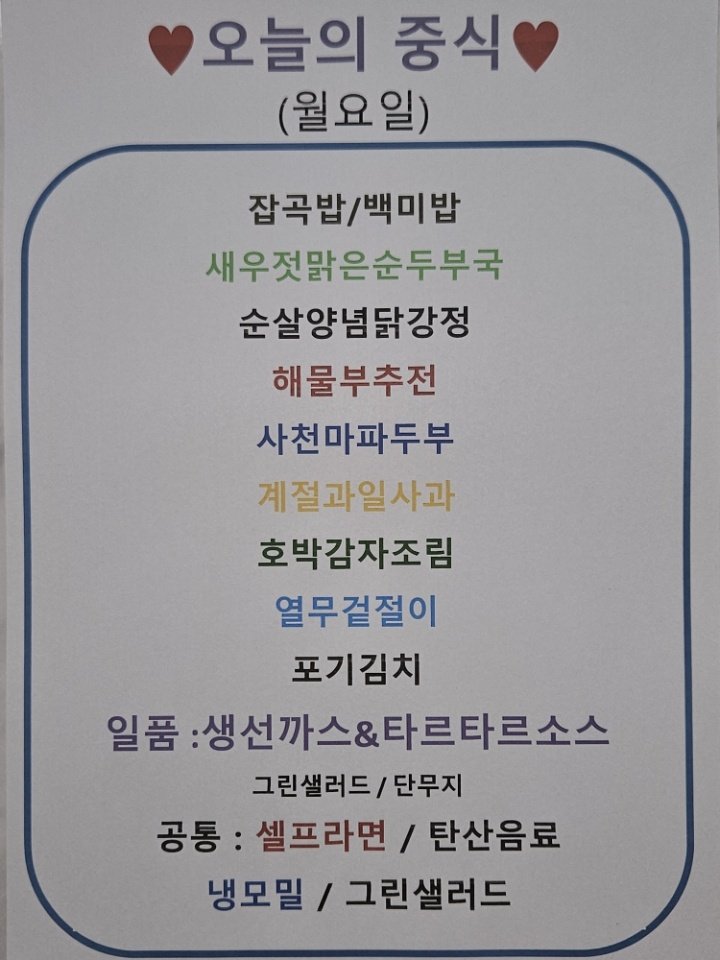 ♥오늘의 중식♥
(월요일)
잡곡밥/백미밥
새우젓맑은순두부국
순살양념닭강정
해물부추전
사천마파두부
계절과일사과
호박감자조림
열무겉절이
포기김치
일품 :생선까스&타르타르소스
그린샐러드 / 단무지
공통 : 셀프라면 / 탄산음료
냉모밀 / 그린샐러드